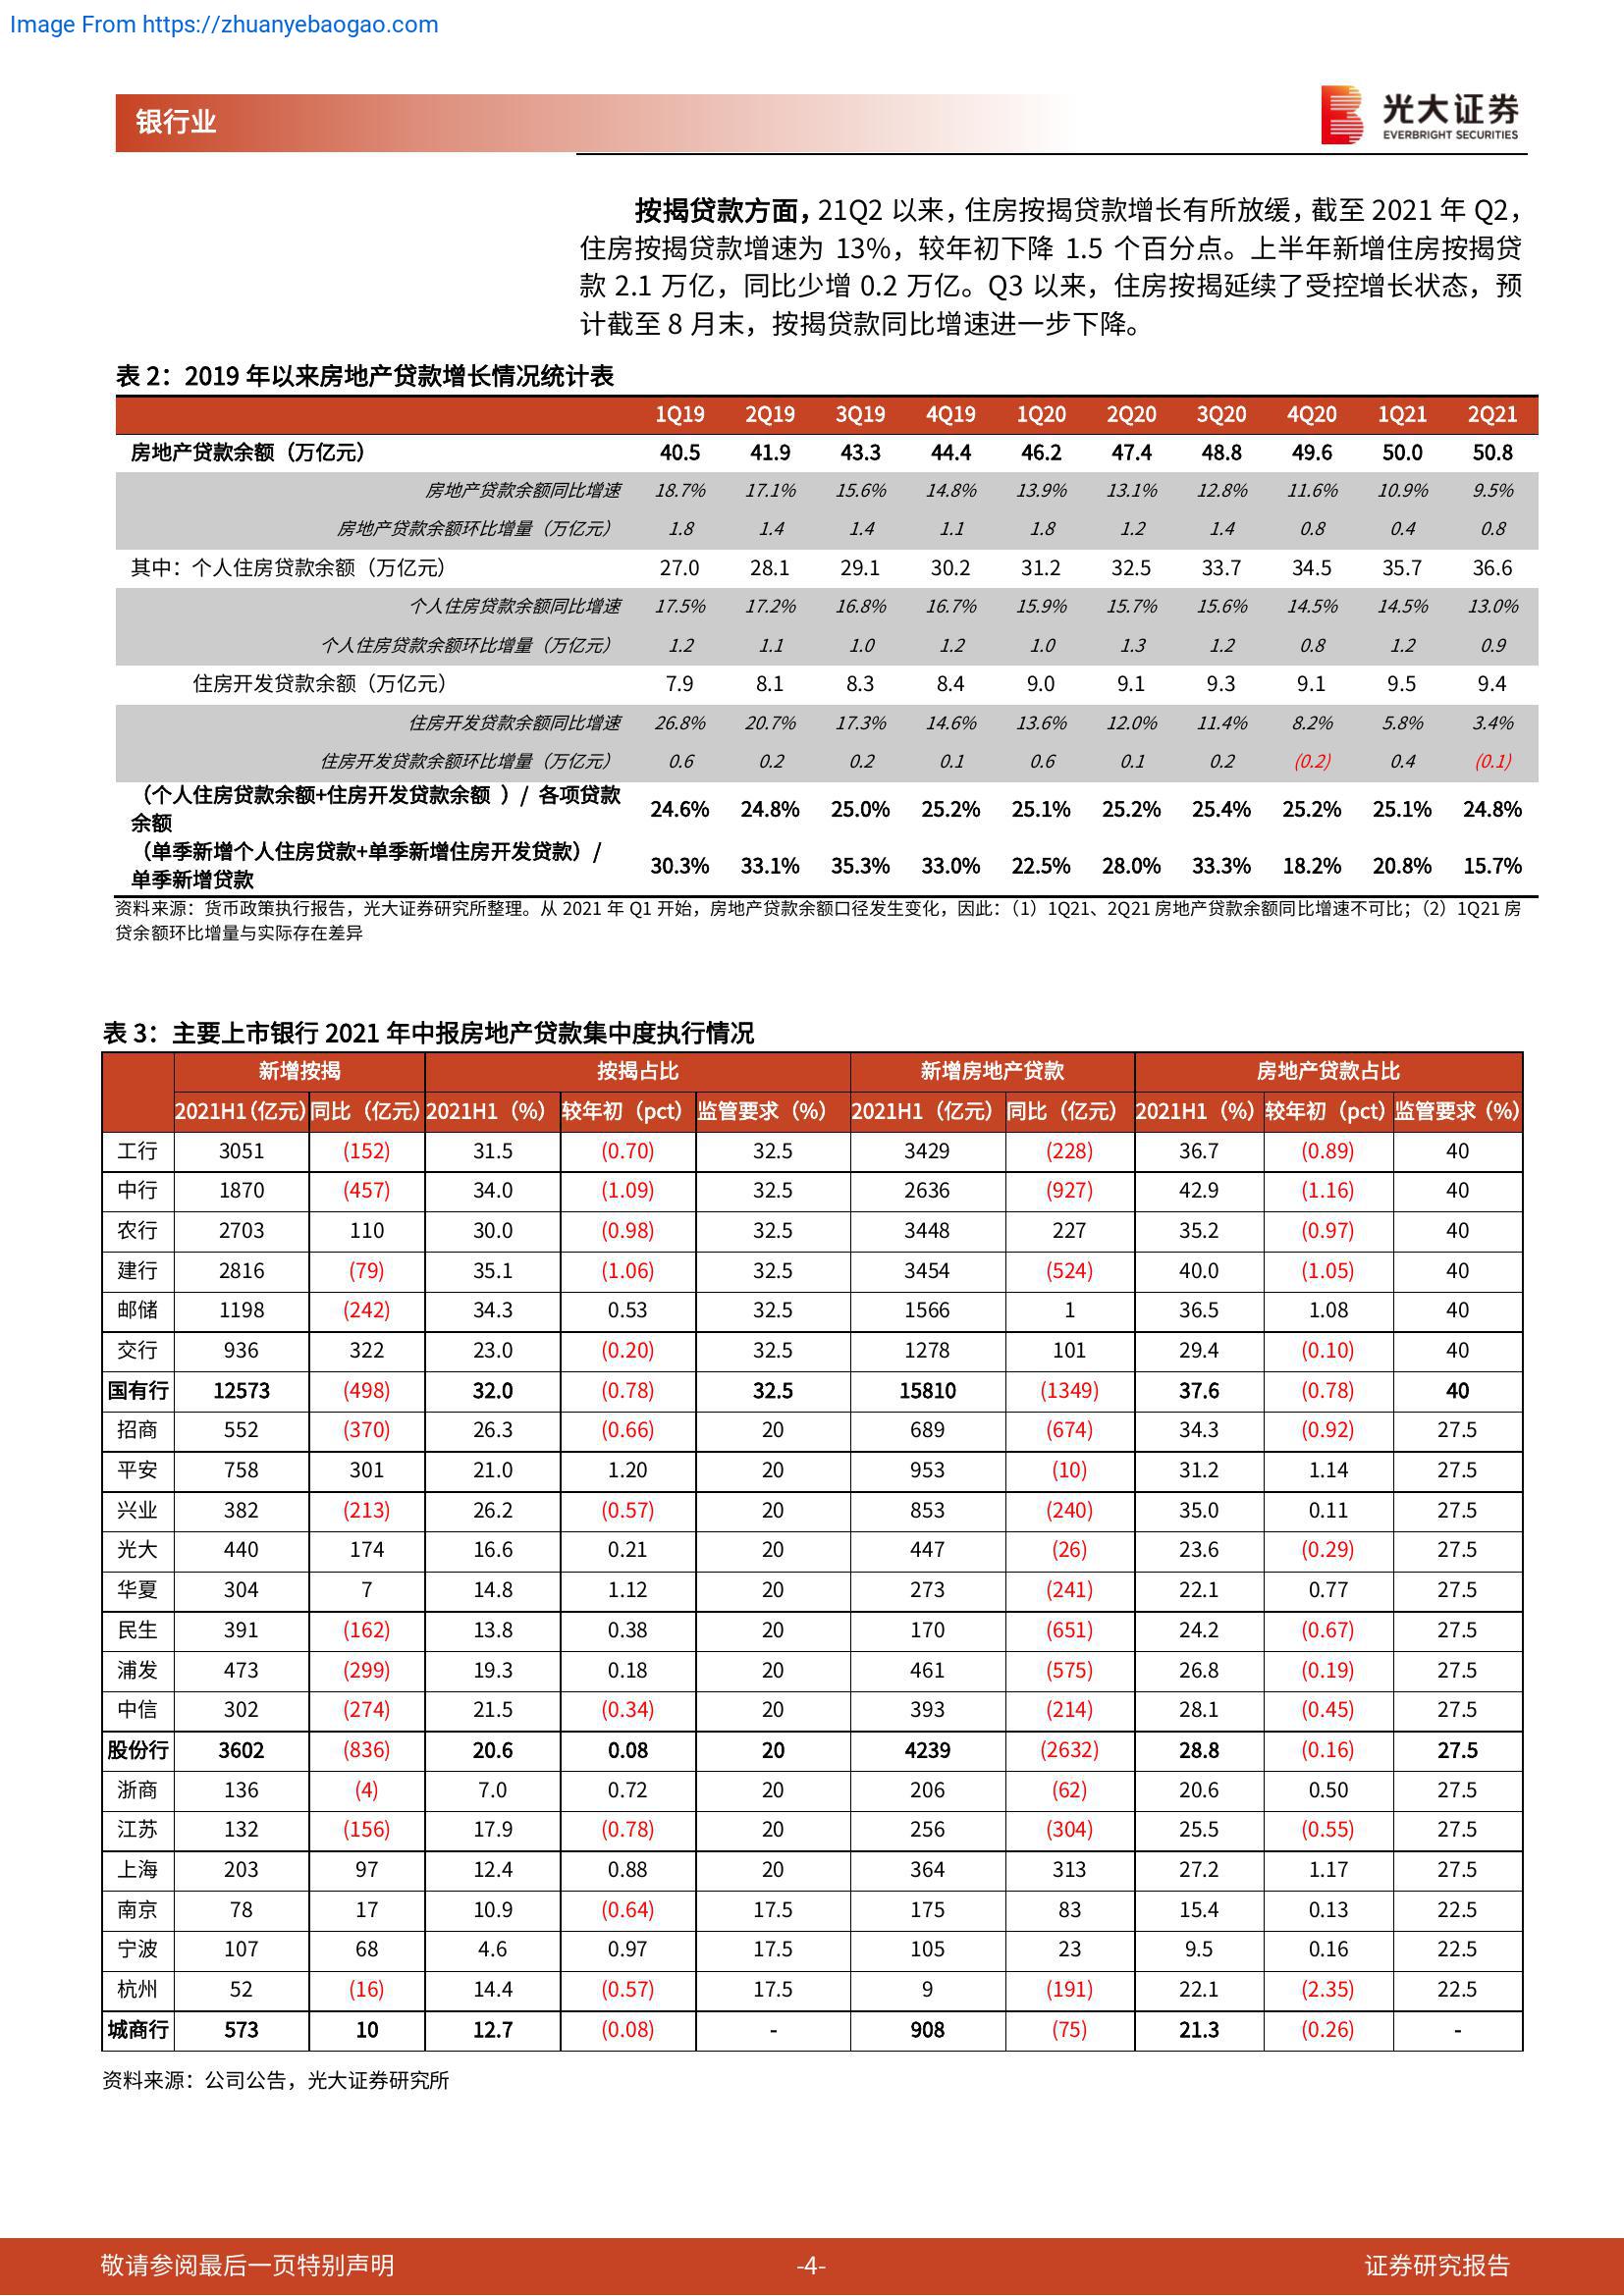 Image From https://zhuanyebaogao.com
银行业
光大证券
EVERBRIGHT SECURITIES
按揭贷款方面，21Q2 以来，住房按揭贷款增长有所放缓，截至 2021 年 Q2，
住房按揭贷款增速为 13%，较年初下降 1.5 个百分点。上半年新增住房按揭贷
款 2.1 万亿，同比少增 0.2 万亿。Q3 以来，住房按揭延续了受控增长状态，预
计截至 8 月末，按揭贷款同比增速进一步下降。
表 2：2019 年以来房地产贷款增长情况统计表
1Q19 2Q19 3Q19 4Q19 1Q20 2Q20 3Q20 4Q20 1Q21 2Q21
房地产贷款余额（万亿元） 40.5 41.9 43.3 44.4 46.2 47.4 48.8 49.6 50.0 50.8
房地产贷款余额同比增速 18.7% 17.1% 15.6% 14.8% 13.9% 13.1% 12.8% 11.6% 10.9% 9.5%
房地产贷款余额环比增量（万亿元） 1.8 1.4 1.4 1.1 1.8 1.2 1.4 0.8 0.4 0.8
其中：个人住房贷款余额（万亿元） 27.0 28.1 29.1 30.2 31.2 32.5 33.7 34.5 35.7 36.6
个人住房贷款余额同比增速 17.5% 17.2% 16.8% 16.7% 15.9% 15.7% 15.6% 14.5% 14.5% 13.0%
个人住房贷款余额环比增量（万亿元） 1.2 1.1 1.0 1.2 1.0 1.3 1.2 0.8 1.2 0.9
住房开发贷款余额（万亿元） 7.9 8.1 8.3 8.4 9.0 9.1 9.3 9.1 9.5 9.4
住房开发贷款余额同比增速 26.8% 20.7% 17.3% 14.6% 13.6% 12.0% 11.4% 8.2% 5.8% 3.4%
住房开发贷款余额环比增量（万亿元） 0.6 0.2 0.2 0.1 0.6 0.1 0.2 (0.2) 0.4 (0.1)
（个人住房贷款余额+住房开发贷款余额 ）/ 各项贷款
余额 24.6% 24.8% 25.0% 25.2% 25.1% 25.2% 25.4% 25.2% 25.1% 24.8%
（单季新增个人住房贷款+单季新增住房开发贷款）/
单季新增贷款 30.3% 33.1% 35.3% 33.0% 22.5% 28.0% 33.3% 18.2% 20.8% 15.7%
资料来源：货币政策执行报告，光大证券研究所整理。从 2021 年 Q1 开始，房地产贷款余额口径发生变化，因此：（1）1Q21、2Q21 房地产贷款余额同比增速不可比；（2）1Q21 房
贷余额环比增量与实际存在差异
表 3：主要上市银行 2021 年中报房地产贷款集中度执行情况
新增按揭 按揭占比 新增房地产贷款 房地产贷款占比
2021H1（亿元） 同比（亿元） 2021H1（%） 较年初（pct） 监管要求（%） 2021H1（亿元） 同比（亿元） 2021H1（%） 较年初（pct） 监管要求（%）
工行 3051 (152) 31.5 (0.70) 32.5 3429 (228) 36.7 (0.89) 40
中行 1870 (457) 34.0 (1.09) 32.5 2636 (927) 42.9 (1.16) 40
农行 2703 110 30.0 (0.98) 32.5 3448 227 35.2 (0.97) 40
建行 2816 (79) 35.1 (1.06) 32.5 3454 (524) 40.0 (1.05) 40
邮储 1198 (242) 34.3 0.53 32.5 1566 1 36.5 1.08 40
交行 936 322 23.0 (0.20) 32.5 1278 101 29.4 (0.10) 40
国有行 12573 (498) 32.0 (0.78) 32.5 15810 (1349) 37.6 (0.78) 40
招商 552 (370) 26.3 (0.66) 20 689 (674) 34.3 (0.92) 27.5
平安 758 301 21.0 1.20 20 953 (10) 31.2 1.14 27.5
兴业 382 (213) 26.2 (0.57) 20 853 (240) 35.0 0.11 27.5
光大 440 174 16.6 0.21 20 447 (26) 23.6 (0.29) 27.5
华夏 304 7 14.8 1.12 20 273 (241) 22.1 0.77 27.5
民生 391 (162) 13.8 0.38 20 170 (651) 24.2 (0.67) 27.5
浦发 473 (299) 19.3 0.18 20 461 (575) 26.8 (0.19) 27.5
中信 302 (274) 21.5 (0.34) 20 393 (214) 28.1 (0.45) 27.5
股份行 3602 (836) 20.6 0.08 20 4239 (2632) 28.8 (0.16) 27.5
浙商 136 (4) 7.0 0.72 20 206 (62) 20.6 0.50 27.5
江苏 132 (156) 17.9 (0.78) 20 256 (304) 25.5 (0.55) 27.5
上海 203 97 12.4 0.88 20 364 313 27.2 1.17 27.5
南京 78 17 10.9 (0.64) 17.5 175 83 15.4 0.13 22.5
宁波 107 68 4.6 0.97 17.5 105 23 9.5 0.16 22.5
杭州 52 (16) 14.4 (0.57) 17.5 9 (191) 22.1 (2.35) 22.5
城商行 573 10 12.7 (0.08) - 908 (75) 21.3 (0.26) -
资料来源：公司公告，光大证券研究所
敬请参阅最后一页特别声明 -4- 证券研究报告